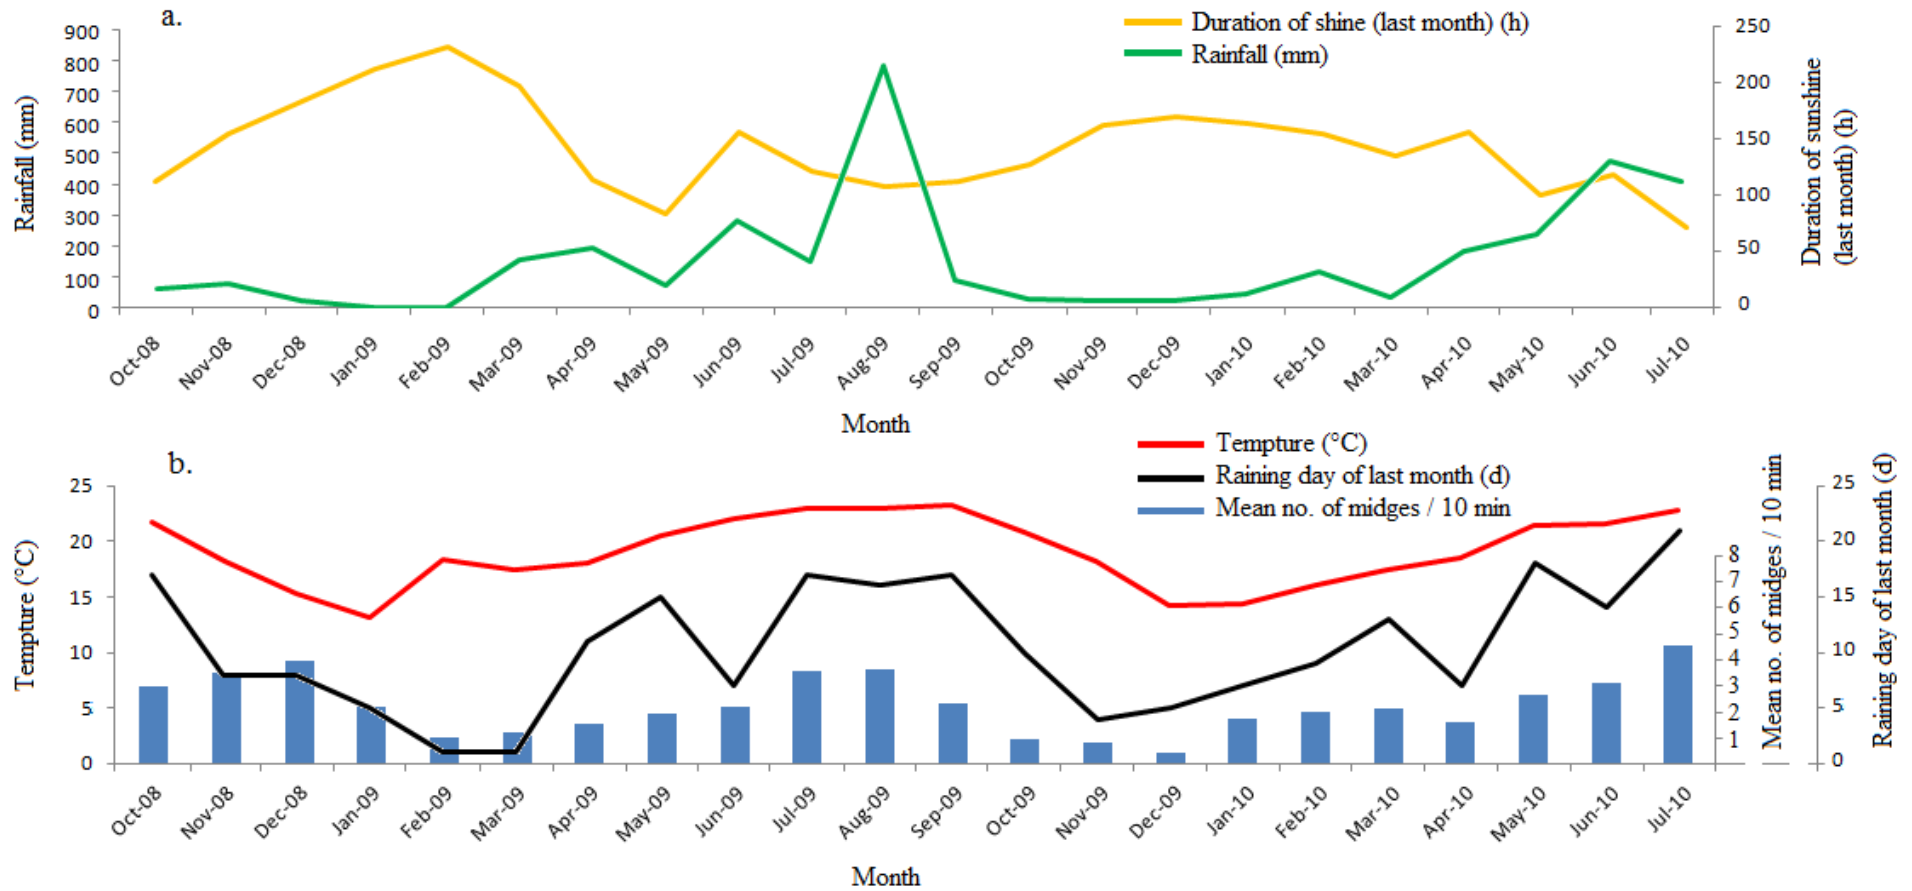 a.
Duration of shine (last month) (h)
Rainfall (mm)
Rainfall (mm)
900
800
700
600
500
400
300
200
100
0
250
200
150
100
50
0
Duration of sunshine
(last month) (h)
Oct-08
Nov-08
Dec-08
Jan-09
Feb-09
Mar-09
Apr-09
May-09
Jun-09
Jul-09
Aug-09
Sep-09
Oct-09
Nov-09
Dec-09
Jan-10
Feb-10
Mar-10
Apr-10
May-10
Jun-10
Jul-10
Month
b.
Tempture (°C)
Raining day of last month (d)
Mean no. of midges / 10 min
Tempture (°C)
25
20
15
10
5
0
8
7
6
5
4
3
2
1
Mean no. of midges / 10 min
25
20
15
10
5
0
Raining day of last month (d)
Oct-08
Nov-08
Dec-08
Jan-09
Feb-09
Mar-09
Apr-09
May-09
Jun-09
Jul-09
Aug-09
Sep-09
Oct-09
Nov-09
Dec-09
Jan-10
Feb-10
Mar-10
Apr-10
May-10
Jun-10
Jul-10
Month